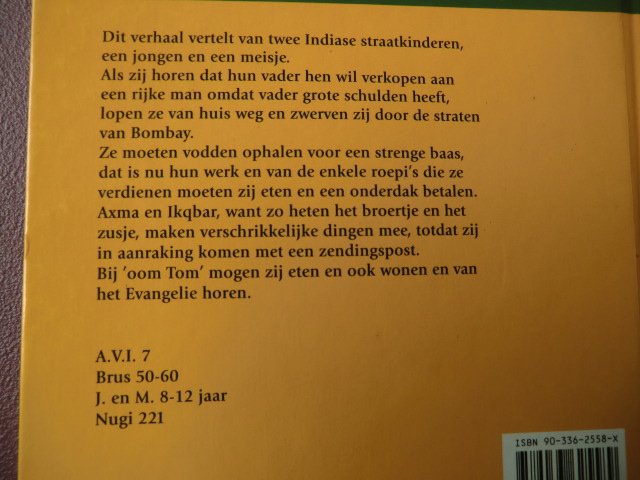 Dit verhaal vertelt van twee Indiase straatkinderen,
een jongen en een meisje.
Als zij horen dat hun vader hen wil verkopen aan
een rijke man omdat vader grote schulden heeft,
lopen ze van huis weg en zwerven zij door de straten
van Bombay.
Ze moeten vodden ophalen voor een strenge baas,
dat is nu hun werk en van de enkele roepi's die ze
verdienen moeten zij eten en een onderdak betalen.
Axma en Ikqbar, want zo heten het broertje en het
zusje, maken verschrikkelijke dingen mee, totdat zij
in aanraking komen met een zendingspost.
Bij 'oom Tom' mogen zij eten en ook wonen en van
het Evangelie horen.
A.V.I. 7
Brus 50-60
J. en M. 8-12 jaar
Nugi 221
ISBN 90-336-2558-X